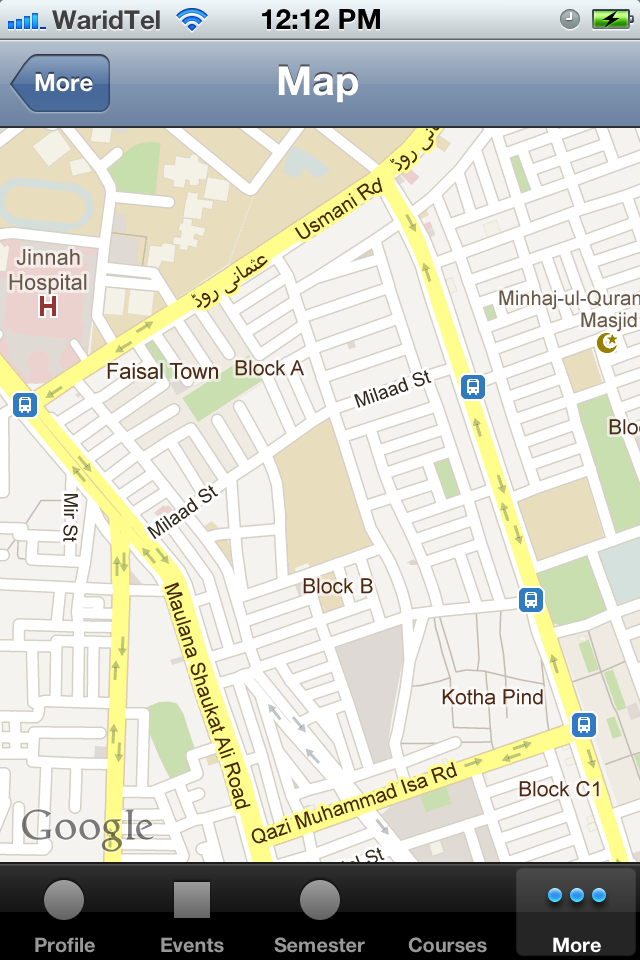 WaridTel 12:12 PM
More Map
عثمانی روڈ
Usmani Rd
عثمانی روڈ
Jinnah
Hospital
H
Minhaj-ul-Quran
Masjid
Faisal Town
Block A
Milaad St
Mir St
Milaad St
Block B
Maulana Shaukat Ali Road
Kotha Pind
Qazi Muhammad Isa Rd
Block C1
Google
St
Profile Events Semester Courses More